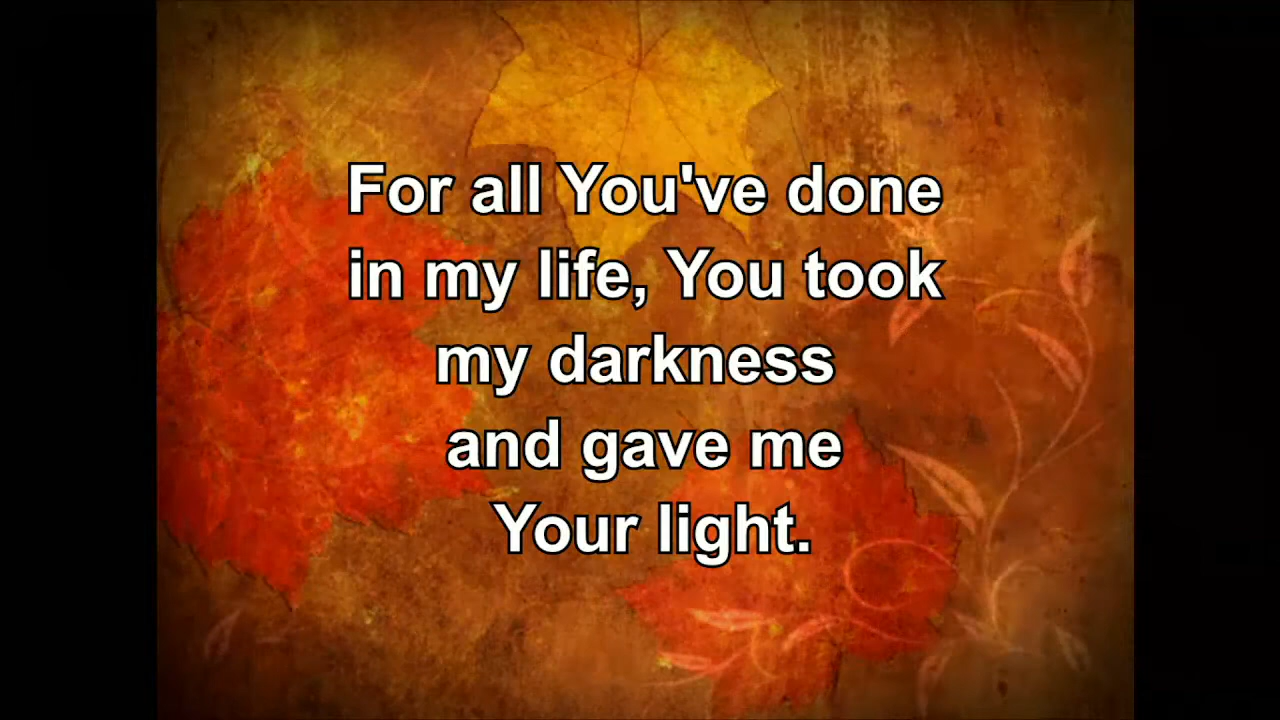 For all You've done
in my life, You took
my darkness
and gave me
Your light.